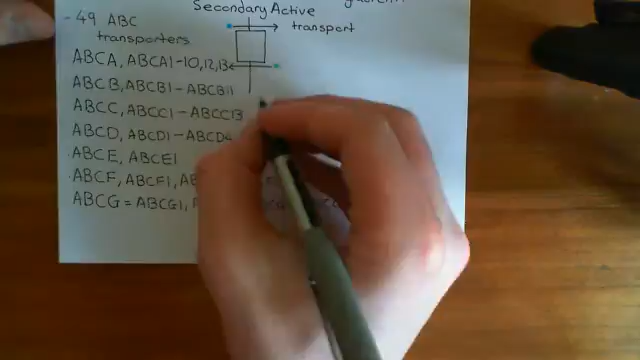 Secondary Active
transport
- 49 ABC
transporters
ABCA, ABCA1-10,12,13
ABCB, ABCB1 - ABCB11
ABCC, ABCC1 - ABCC13
ABCD, ABCD1 - ABCD4
ABCE, ABCE1
ABCF, ABCF1,
ABCG = ABCG1,